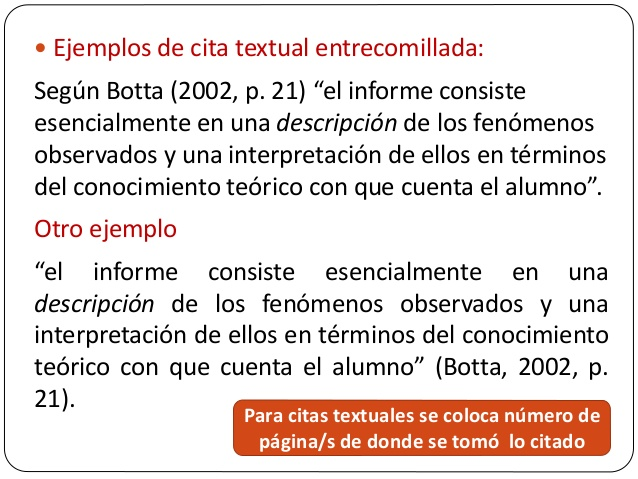 • Ejemplos de cita textual entrecomillada:
Según Botta (2002, p. 21) “el informe consiste
esencialmente en una descripción de los fenómenos
observados y una interpretación de ellos en términos
del conocimiento teórico con que cuenta el alumno”.
Otro ejemplo
“el informe consiste esencialmente en una
descripción de los fenómenos observados y una
interpretación de ellos en términos del conocimiento
teórico con que cuenta el alumno” (Botta, 2002, p.
21).
Para citas textuales se coloca número de
página/s de donde se tomó lo citado